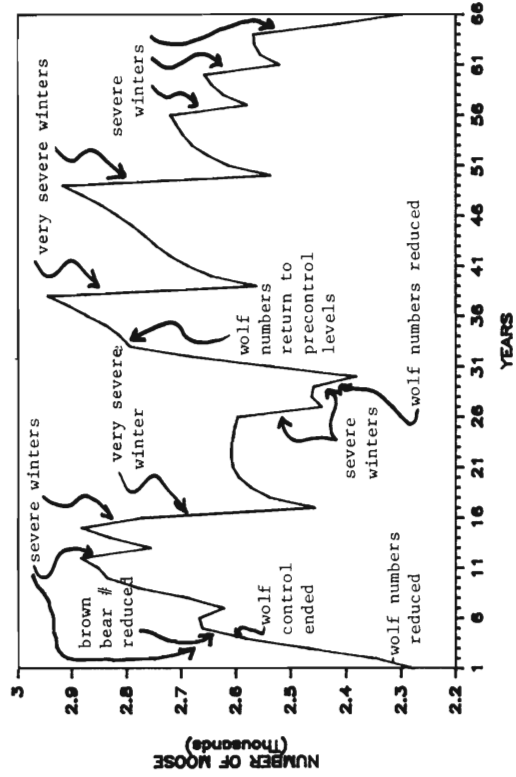 NUMBER OF MOOSE
(Thousands)
3
2.9
2.8
2.7
2.6
2.5
2.4
2.3
2.2
severe winters
very severe
winter
very severe winters
severe
winters
brown
bear #
reduced
wolf
control
ended
wolf numbers
reduced
severe
winters
wolf numbers reduced
wolf
numbers
return to
precontrol
levels
1
6
11
16
21
26
31
36
41
46
51
56
61
66
YEARS